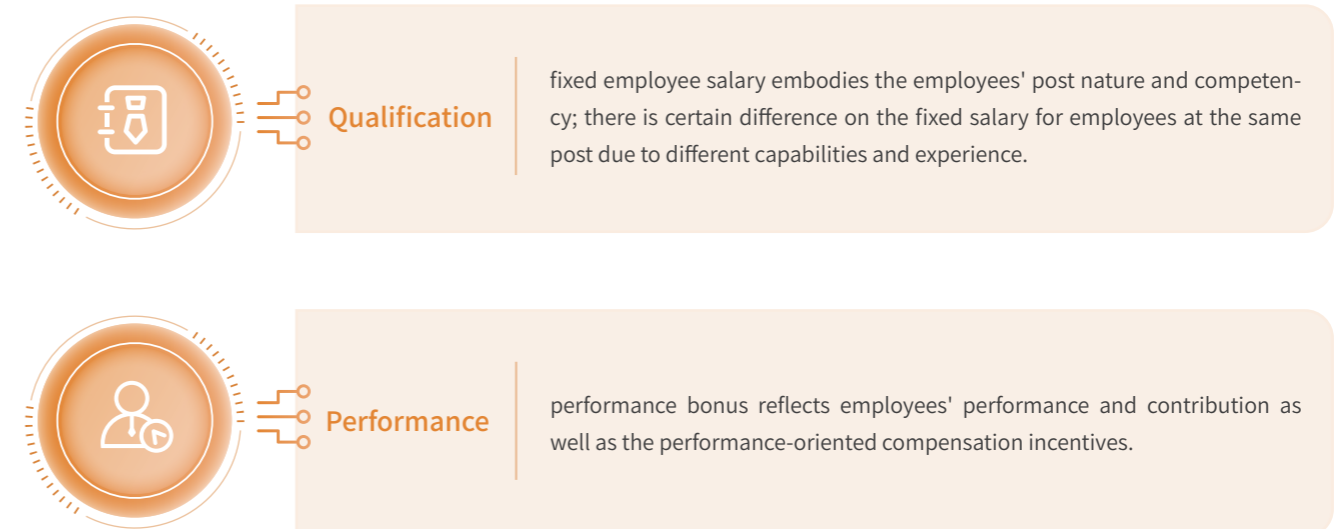 Qualification
fixed employee salary embodies the employees' post nature and competen-
cy; there is certain difference on the fixed salary for employees at the same
post due to different capabilities and experience.
Performance
performance bonus reflects employees' performance and contribution as
well as the performance-oriented compensation incentives.